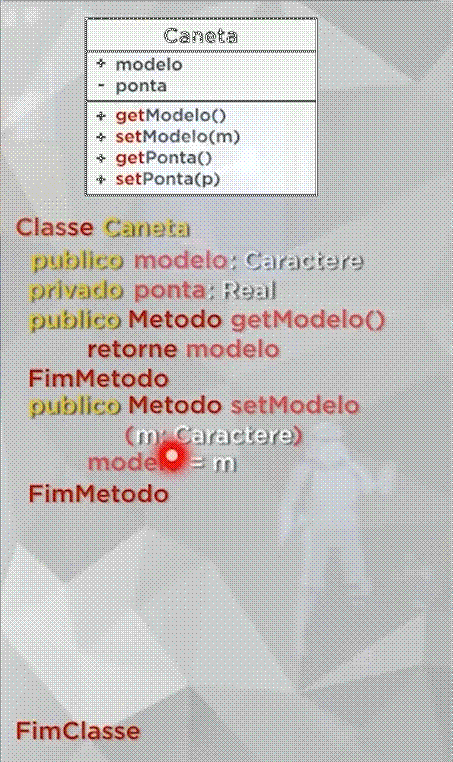 Caneta
+ modelo
- ponta
+ getModelo()
+ setModelo(m)
+ getPonta()
+ setPonta(p)
Classe Caneta
publico modelo: Caractere
privado ponta: Real
publico Metodo getModelo()
retorne modelo
FimMetodo
publico Metodo setModelo
(m: Caractere)
modelo = m
FimMetodo
FimClasse